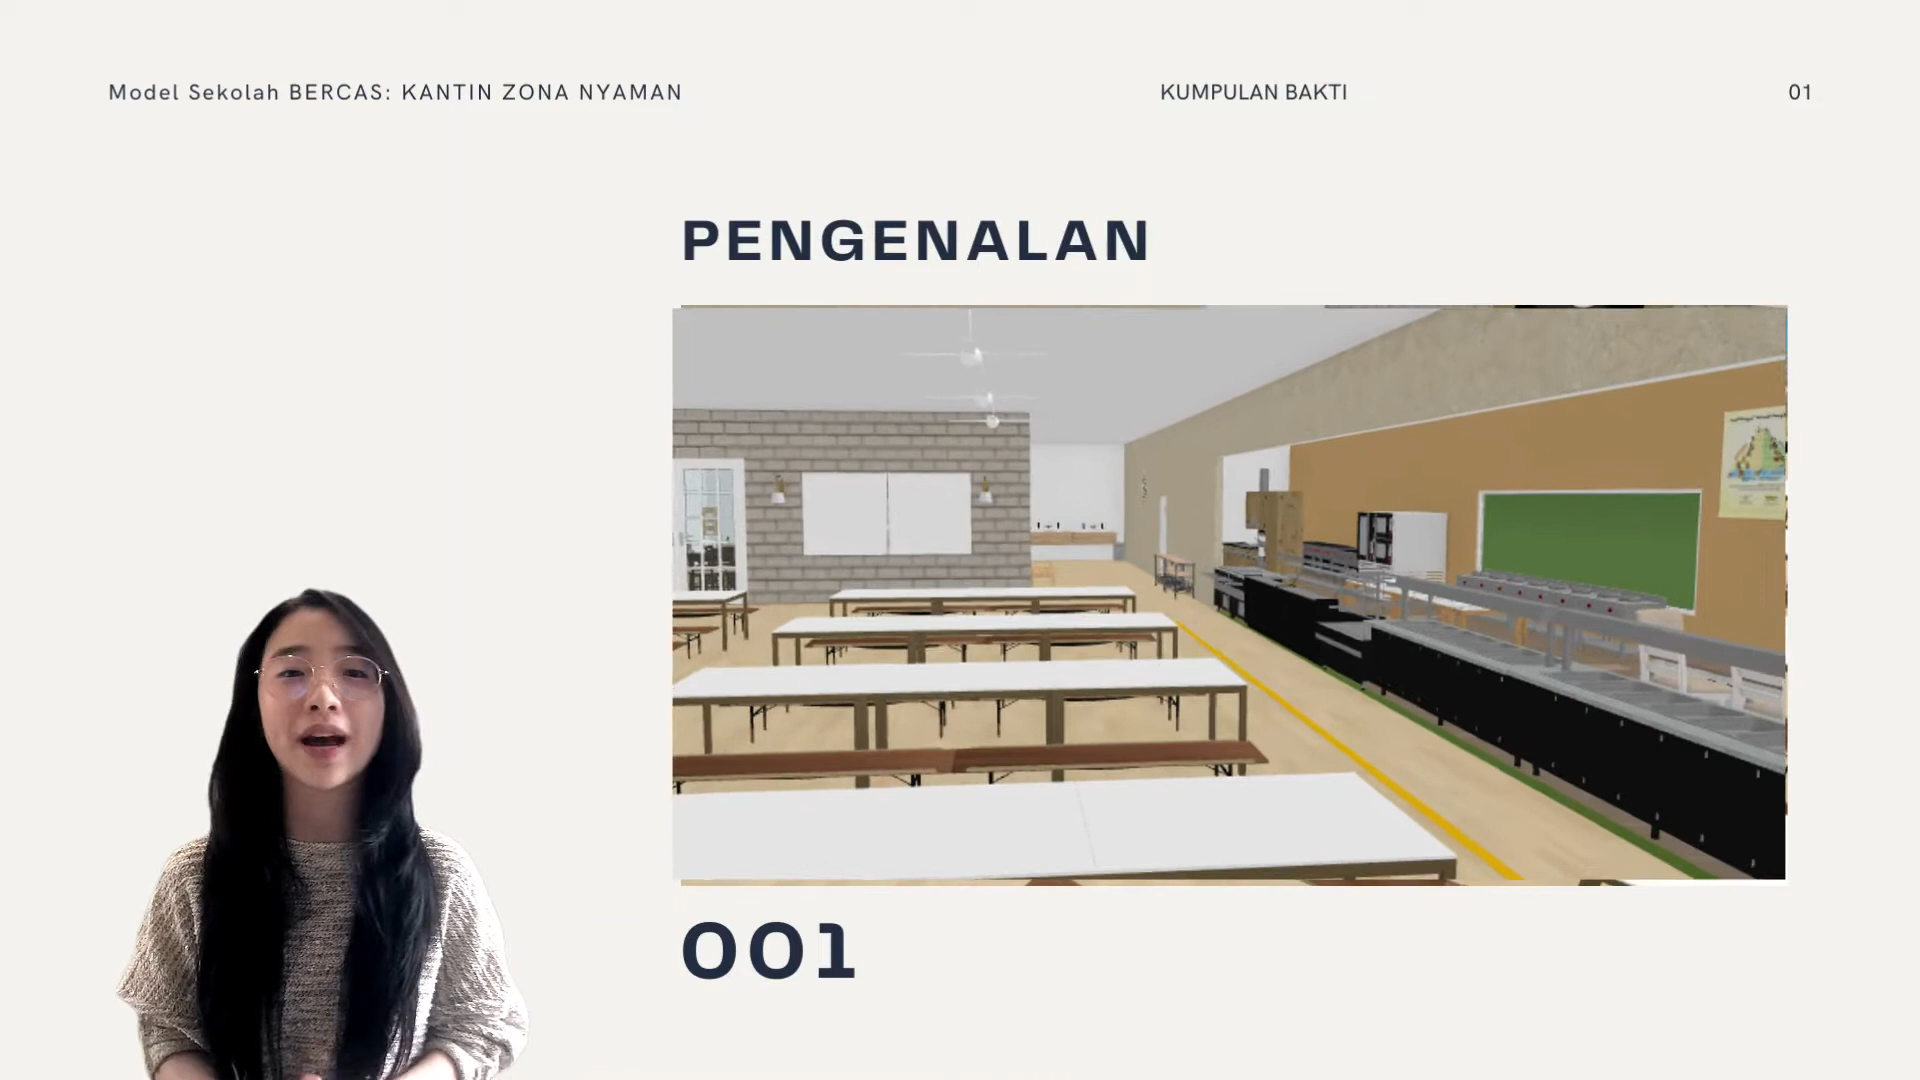 Model Sekolah BERCAS: KANTIN ZONA NYAMAN
KUMPULAN BAKTI
01
PENGENALAN
001